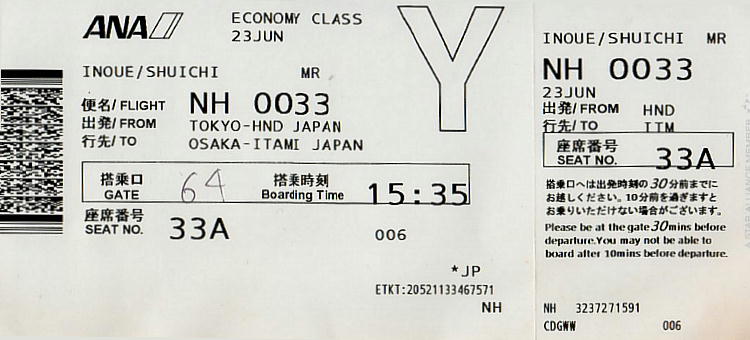 ANA
ECONOMY CLASS
23JUN
Y
INOUE/SHUICHI MR
便名/FLIGHT NH 0033
出発/FROM TOKYO-HND JAPAN
行先/TO OSAKA-ITAMI JAPAN
搭乗口 GATE 64 搭乗時刻 Boarding Time 15:35
座席番号 SEAT NO. 33A
006
*JP
ETKT:20521133467571
NH
INOUE/SHUICHI MR
NH 0033
23JUN
出発/FROM HND
行先/TO ITM
座席番号
SEAT NO. 33A
搭乗口へは出発時刻の30分前までに
お越しください。10分前を過ぎますと
お乗りいただけない場合がございます。
Please be at the gate 30mins before
departure.You may not be able to
board after 10mins before departure.
NH 3237271591
CDGWW 006